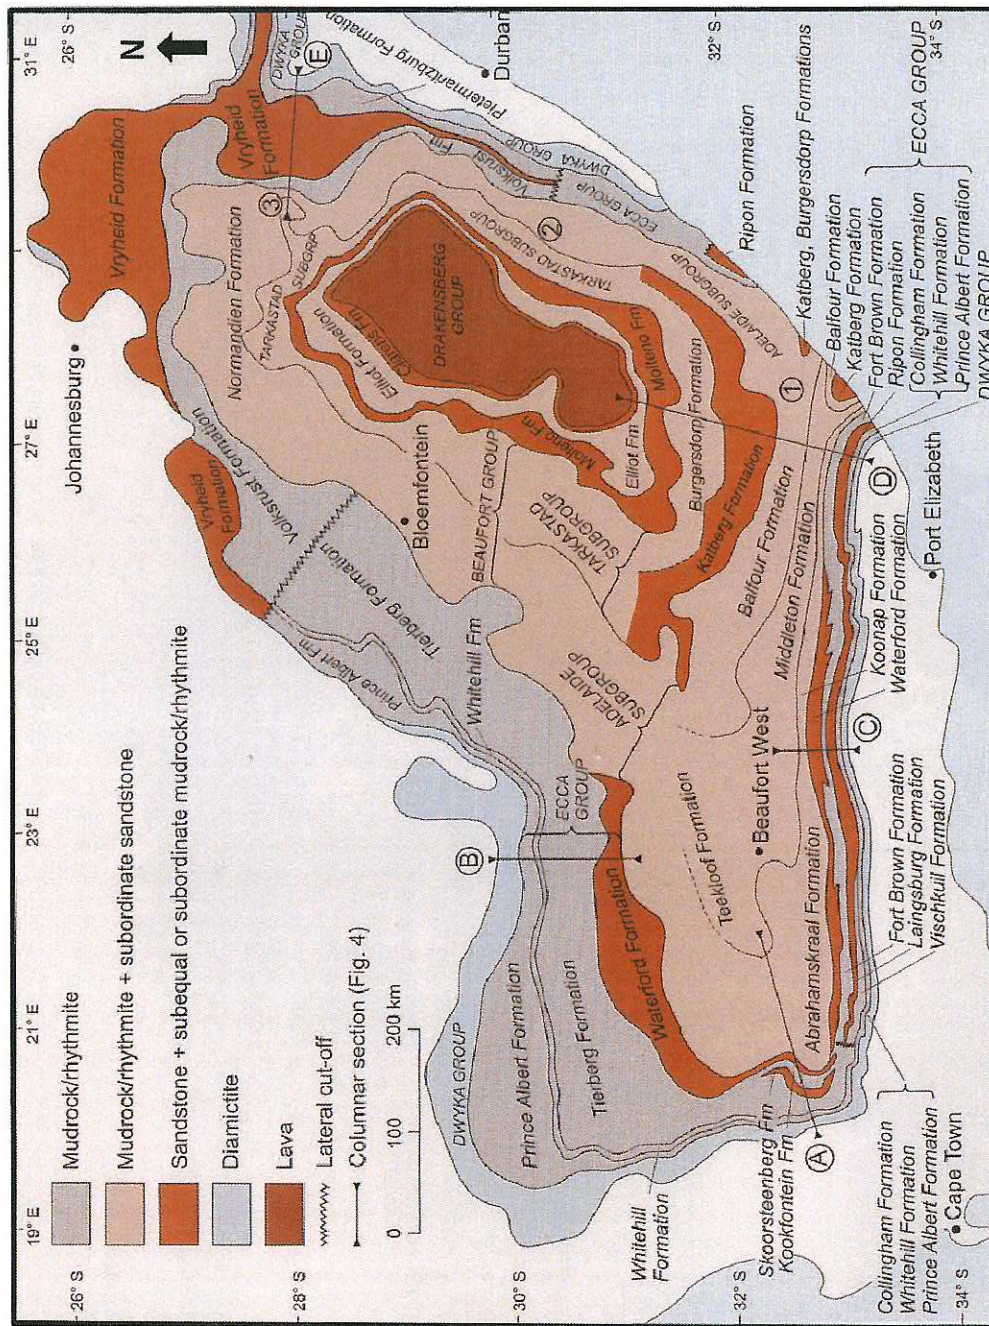 19° E
21° E
23° E
25° E
27° E
31° E
26° S
28° S
30° S
32° S
34° S
26° S
32° S
34° S
N
Mudrock/rhythmite
Mudrock/rhythmite + subordinate sandstone
Sandstone + subequal or subordinate mudrock/rhythmite
Diamictite
Lava
Lateral cut-off
Columnar section (Fig. 4)
0 100 200 km
Johannesburg
Vryheid Formation
Vryheid
Formation
Vryheid
Formation
Volksrust Formation
Normandien Formation
TARKASTAD
SUBGRP
3
DWYKA
GROUP
E
Pietermaritzburg Formation
Durban
Volksrust
Fm
DWYKA GROUP
ECCA GROUP
Elliot Formation
Clarens Fm
DRAKENSBERG
GROUP
TARKASTAD SUBGROUP
2
ADELAIDE SUBGROUP
Ripon Formation
Tierberg Formation
Prince Albert Fm
Whitehill Fm
Bloemfontein
BEAUFORT GROUP
Molteno Fm
Elliot Fm
Molteno Fm
Burgersdorp Formation
Katberg Formation
TARKASTAD
SUBGROUP
ADELAIDE
SUBGROUP
Balfour Formation
Middleton Formation
1
D
Port Elizabeth
Koonap Formation
Waterford Formation
Katberg, Burgersdorp Formations
Balfour Formation
Katberg Formation
Fort Brown Formation
Ripon Formation
Collingham Formation
Whitehill Formation
Prince Albert Formation
ECCA GROUP
DWYKA GROUP
DWYKA GROUP
B
ECCA
GROUP
Prince Albert Formation
Tierberg Formation
Waterford Formation
Teekloof Formation
Beaufort West
C
Abrahamskraal Formation
Fort Brown Formation
Laingsburg Formation
Vischkuil Formation
Whitehill
Formation
Skoorsteenberg Fm
Kookfontein Fm
A
Collingham Formation
Whitehill Formation
Prince Albert Formation
Cape Town